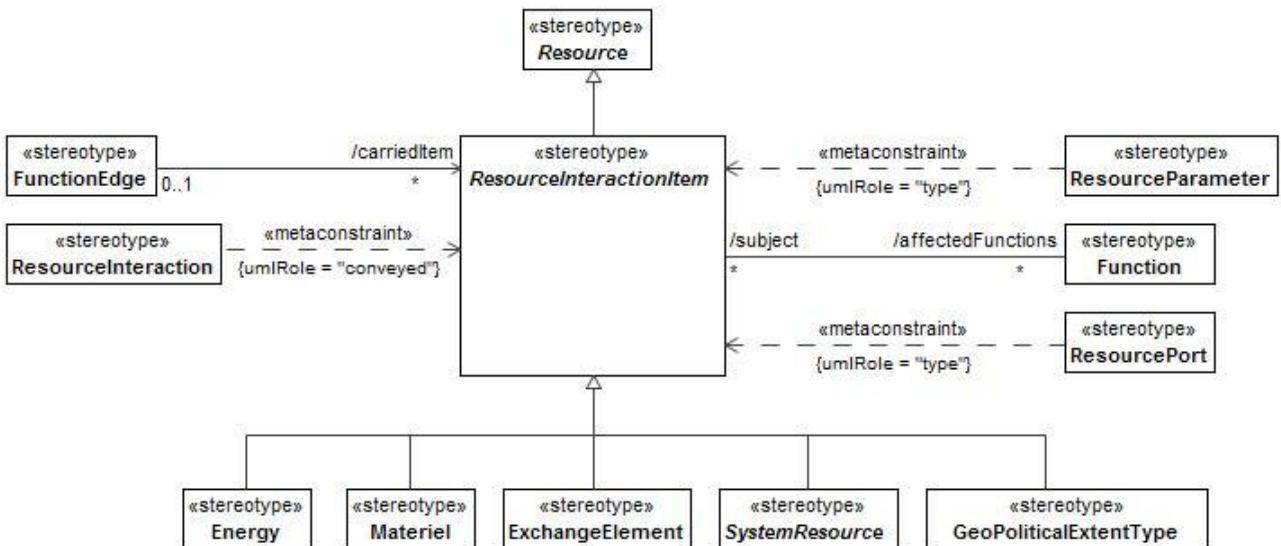 «stereotype»
Resource
«stereotype»
FunctionEdge
/carriedItem
0..1
*
«stereotype»
ResourceInteractionItem
«metaconstraint»
{umlRole = "type"}
«stereotype»
ResourceParameter
«stereotype»
ResourceInteraction
«metaconstraint»
{umlRole = "conveyed"}
/subject
*
/affectedFunctions
*
«stereotype»
Function
«metaconstraint»
{umlRole = "type"}
«stereotype»
ResourcePort
«stereotype»
Energy
«stereotype»
Materiel
«stereotype»
ExchangeElement
«stereotype»
SystemResource
«stereotype»
GeoPoliticalExtentType